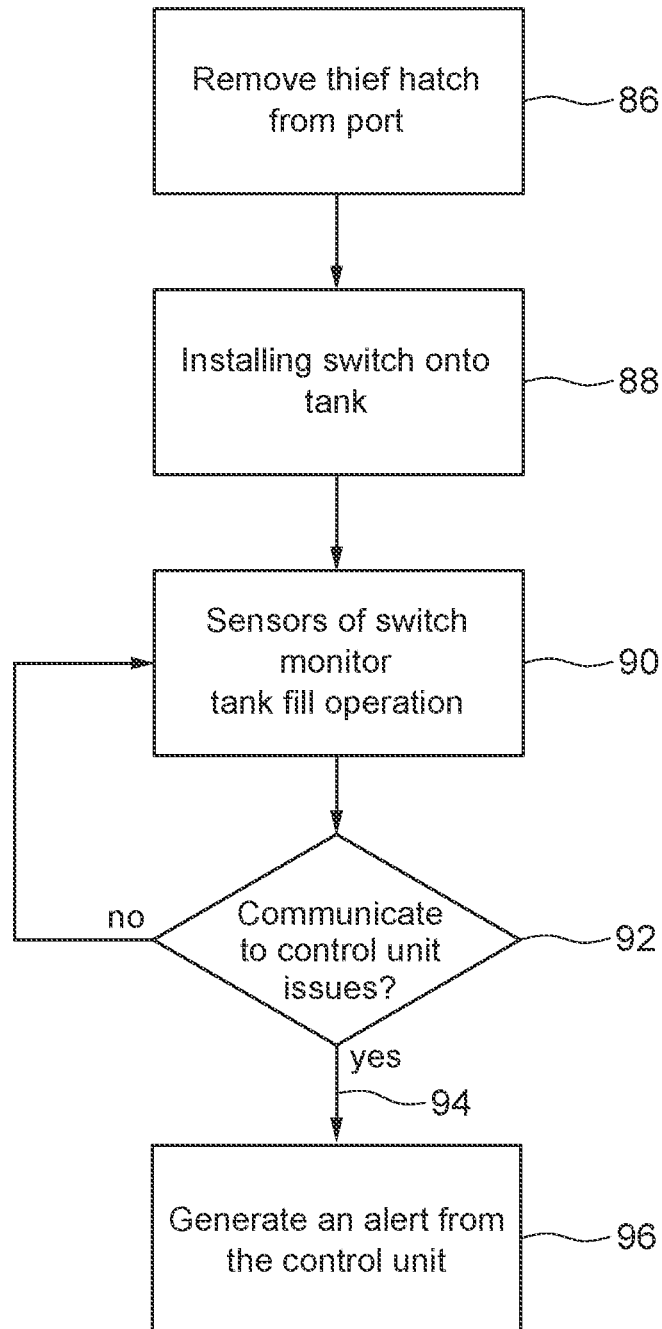 Remove thief hatch
from port
86
Installing switch onto
tank
88
Sensors of switch
monitor
tank fill operation
90
no
Communicate
to control unit
issues?
92
yes
94
Generate an alert from
the control unit
96